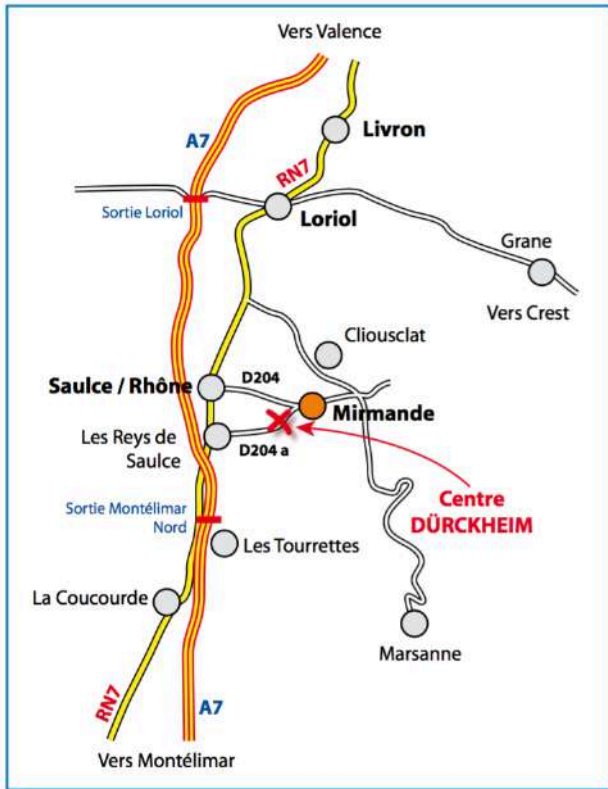 Vers Valence
Livron
A7
RN7
Sortie Loriol
Loriol
Grane
Vers Crest
Cliousclat
D204
Saulce / Rhône
Mirmande
Les Reys de
Saulce
D204 a
Centre
DÜRCKHEIM
Sortie Montélimar
Nord
Les Tourrettes
La Coucourde
Marsanne
RN7
A7
Vers Montélimar